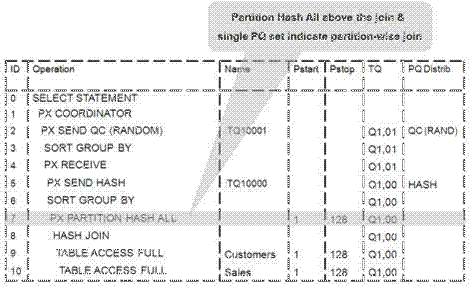 Partition Hash All above the join &
single PQ set indicate partition-wise join
ID Operation Name Pstart Pstop TQ PQ Distrib
0 SELECT STATEMENT
1 PX COORDINATOR
2 PX SEND QC (RANDOM) TQ10001 Q1,01 QC (RAND)
3 SORT GROUP BY Q1,01
4 PX RECEIVE Q1,01
5 PX SEND HASH TQ10000 Q1,00 HASH
6 SORT GROUP BY Q1,00
7 PX PARTITION HASH ALL 1 128 Q1,00
8 HASH JOIN Q1,00
9 TABLE ACCESS FULL Customers 1 128 Q1,00
10 TABLE ACCESS FULL Sales 1 128 Q1,00